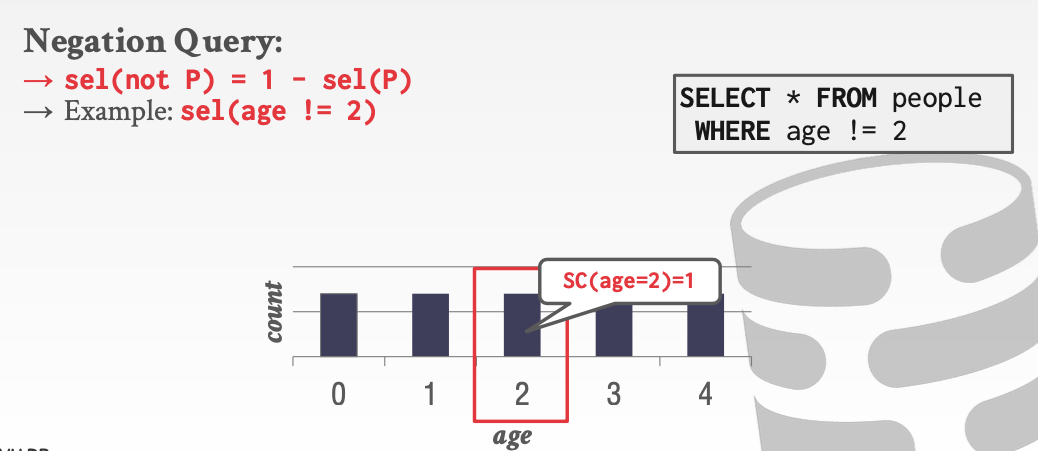 Negation Query:
→ sel(not P) = 1 - sel(P)
→ Example: sel(age != 2)
SELECT * FROM people
WHERE age != 2
SC(age=2)=1
count
0 1 2 3 4
age